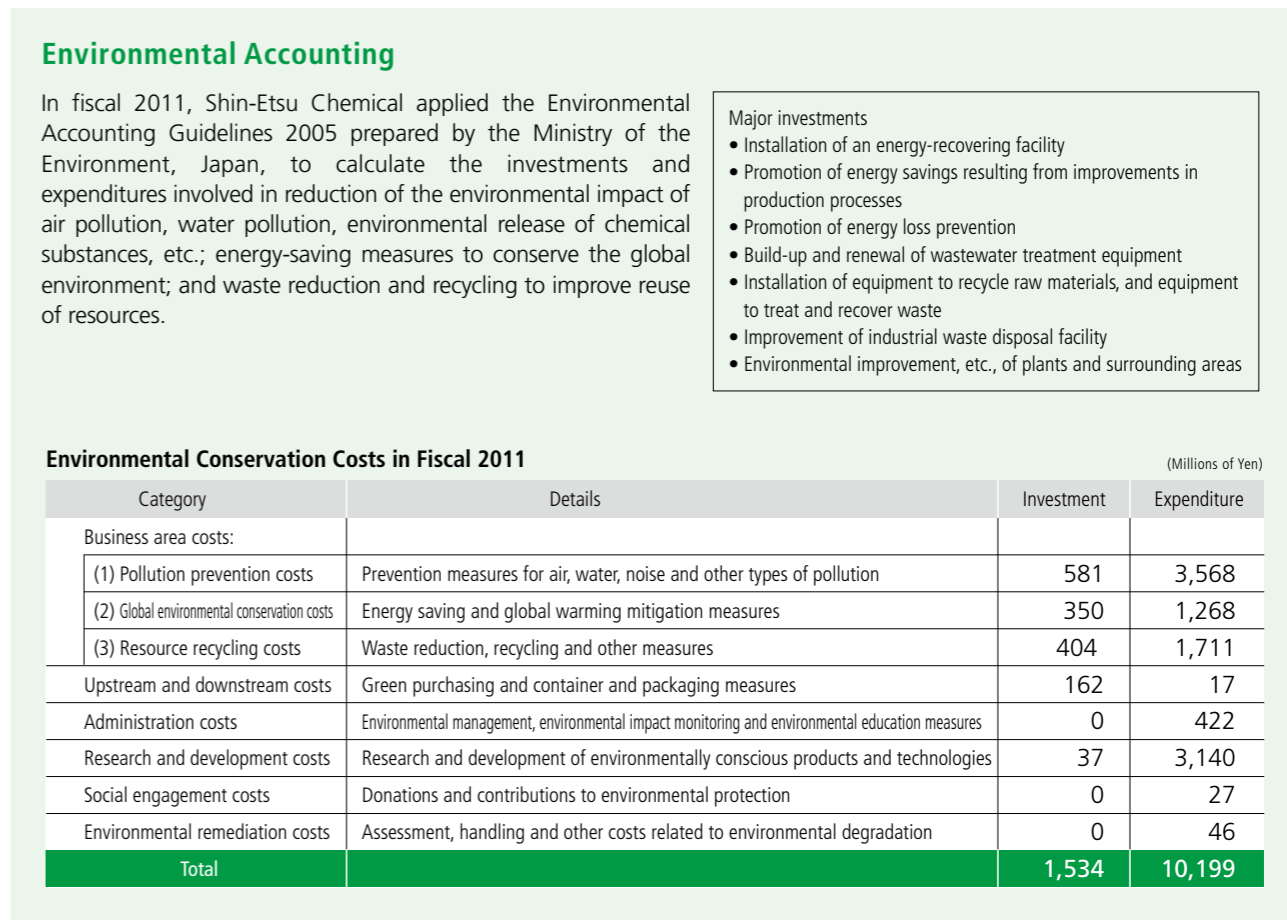 Environmental Accounting
In fiscal 2011, Shin-Etsu Chemical applied the Environmental
Accounting Guidelines 2005 prepared by the Ministry of the
Environment, Japan, to calculate the investments and
expenditures involved in reduction of the environmental impact of
air pollution, water pollution, environmental release of chemical
substances, etc.; energy-saving measures to conserve the global
environment; and waste reduction and recycling to improve reuse
of resources.
Major investments
• Installation of an energy-recovering facility
• Promotion of energy savings resulting from improvements in
production processes
• Promotion of energy loss prevention
• Build-up and renewal of wastewater treatment equipment
• Installation of equipment to recycle raw materials, and equipment
to treat and recover waste
• Improvement of industrial waste disposal facility
• Environmental improvement, etc., of plants and surrounding areas
Environmental Conservation Costs in Fiscal 2011 (Millions of Yen)
Category Details Investment Expenditure
Business area costs:
(1) Pollution prevention costs Prevention measures for air, water, noise and other types of pollution 581 3,568
(2) Global environmental conservation costs Energy saving and global warming mitigation measures 350 1,268
(3) Resource recycling costs Waste reduction, recycling and other measures 404 1,711
Upstream and downstream costs Green purchasing and container and packaging measures 162 17
Administration costs Environmental management, environmental impact monitoring and environmental education measures 0 422
Research and development costs Research and development of environmentally conscious products and technologies 37 3,140
Social engagement costs Donations and contributions to environmental protection 0 27
Environmental remediation costs Assessment, handling and other costs related to environmental degradation 0 46
Total 1,534 10,199